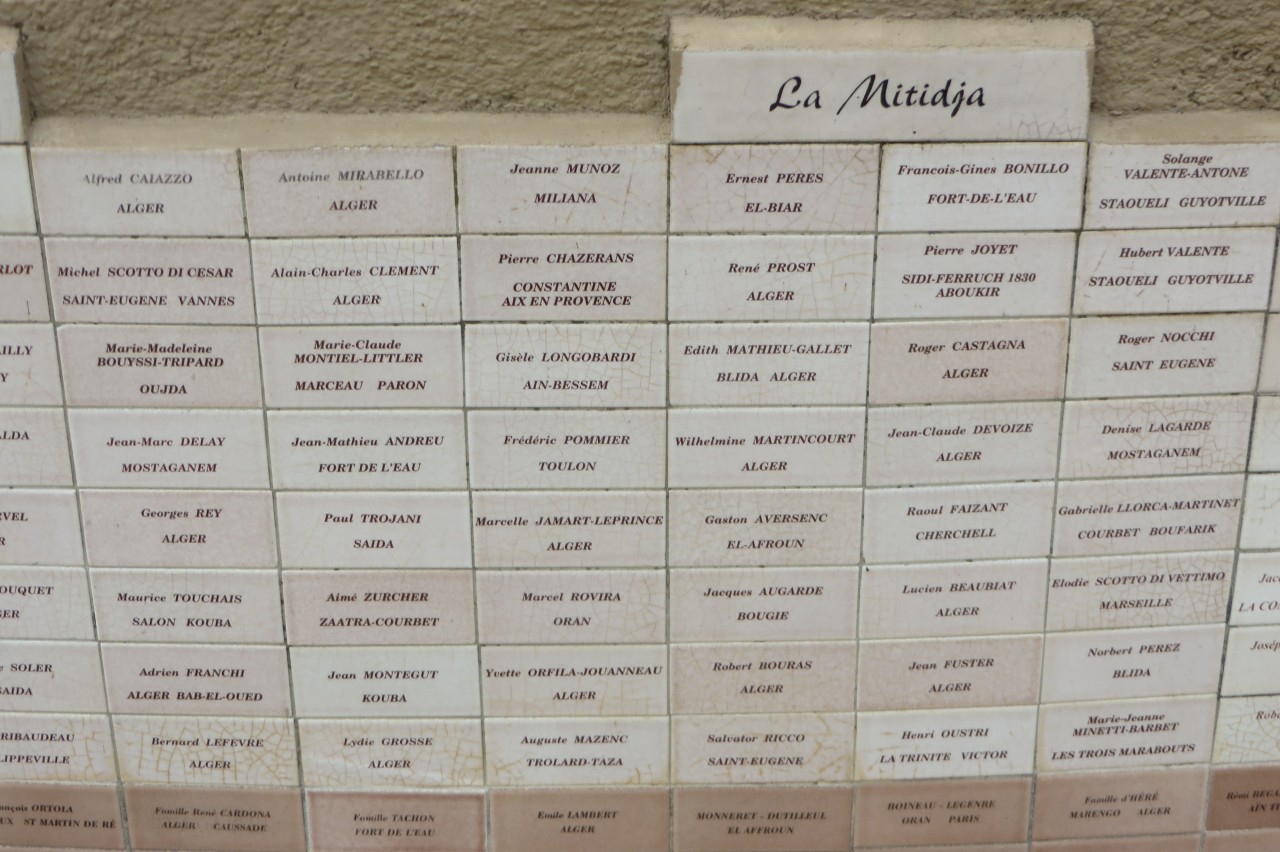 La Mitidja
Alfred CAIAZZO
ALGER
Antoine MIRABELLO
ALGER
Jeanne MUNOZ
MILIANA
Ernest PERES
EL-BIAR
Francois-Gines BONILLO
FORT-DE-L'EAU
Solange
VALENTE-ANTONE
STAOUELI GUYOTVILLE
Michel SCOTTO DI CESAR
SAINT-EUGENE VANNES
Alain-Charles CLEMENT
ALGER
Pierre CHAZERANS
CONSTANTINE
AIX EN PROVENCE
René PROST
ALGER
Pierre JOYET
SIDI-FERRUCH 1830
ABOUKIR
Hubert VALENTE
STAOUELI GUYOTVILLE
Marie-Madeleine
BOUYSSI-TRIPARD
OUJDA
Marie-Claude
MONTIEL-LITTLER
MARCEAU PARON
Gisèle LONGOBARDI
AIN-BESSEM
Edith MATHIEU-GALLET
BLIDA ALGER
Roger CASTAGNA
ALGER
Roger NOCCHI
SAINT EUGENE
Jean-Marc DELAY
MOSTAGANEM
Jean-Mathieu ANDREU
FORT DE L'EAU
Frédéric POMMIER
TOULON
Wilhelmine MARTINCOURT
ALGER
Jean-Claude DEVOIZE
ALGER
Denise LAGARDE
MOSTAGANEM
Georges REY
ALGER
Paul TROJANI
SAIDA
Marcelle JAMART-LEPRINCE
ALGER
Gaston AVERSENC
EL-AFROUN
Raoul FAIZANT
CHERCHELL
Gabrielle LLORCA-MARTINET
COURBET BOUFARIK
Maurice TOUCHAIS
SALON KOUBA
Aimé ZURCHER
ZAATRA-COURBET
Marcel ROVIRA
ORAN
Jacques AUGARDE
BOUGIE
Lucien BEAUBIAT
ALGER
Elodie SCOTTO DI VETTIMO
MARSEILLE
SOLER
Adrien FRANCHI
ALGER BAB-EL-OUED
Jean MONTEGUT
KOUBA
Yvette ORFILA-JOUANNEAU
ALGER
Robert BOURAS
ALGER
Jean FUSTER
ALGER
Norbert PEREZ
BLIDA
Bernard LEFEVRE
ALGER
Lydie GROSSE
ALGER
Auguste MAZENC
TROLARD-TAZA
Salvator RICCO
SAINT-EUGENE
Henri OUSTRI
LA TRINITE VICTOR
Marie-Jeanne
MINETTI-BARBET
LES TROIS MARABOUTS
ORTOLA
ST MARTIN DE RÉ
Famille René CARDONA
ALGER CAUSSADE
Famille TACHON
FORT DE L'EAU
Emile LAMBERT
ALGER
MONNERET - DUTILLEUL
EL AFFROUN
BOINEAU - LEGENRE
ORAN PARIS
Famille d'HÉRÉ
MARENGO ALGER